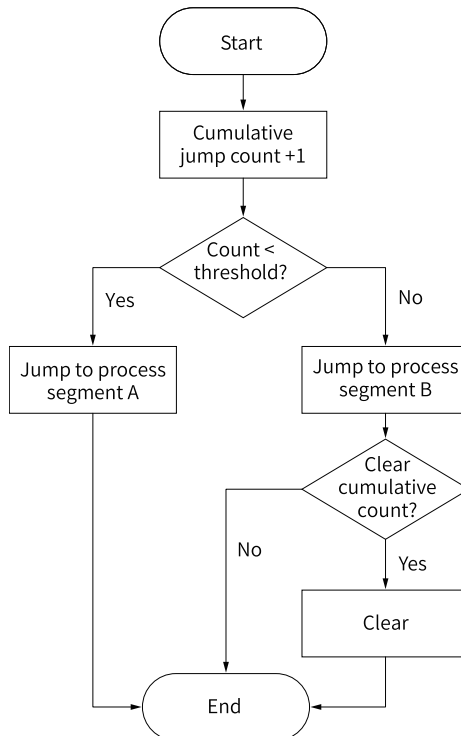 Start
Cumulative
jump count +1
Count <
threshold?
Yes
No
Jump to process
segment A
Jump to process
segment B
Clear
cumulative
count?
No
Yes
Clear
End